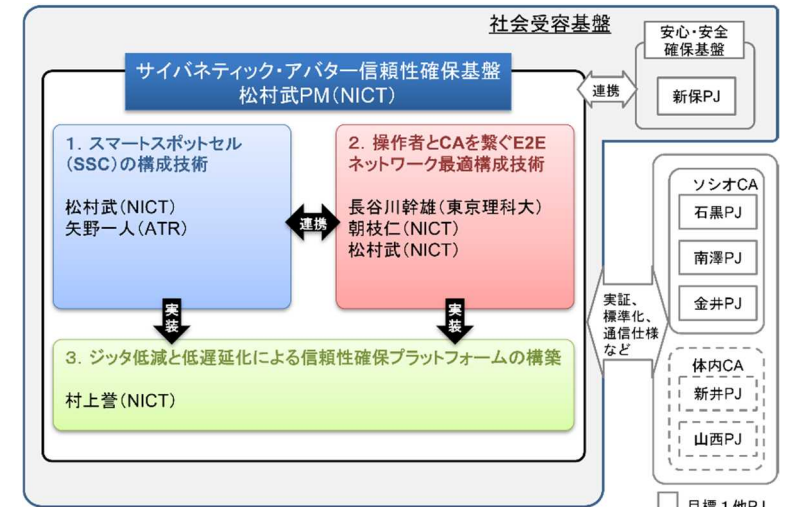 社会受容基盤
サイバネティック・アバター信頼性確保基盤
松村武PM(NICT)
連携
安心・安全
確保基盤
新保PJ
1. スマートスポットセル
(SSC)の構成技術
松村武(NICT)
矢野一人(ATR)
連携
2. 操作者とCAを繋ぐE2E
ネットワーク最適構成技術
長谷川幹雄(東京理科大)
朝枝仁(NICT)
松村武(NICT)
実装
実装
3. ジッタ低減と低遅延化による信頼性確保プラットフォームの構築
村上誉(NICT)
実証、
標準化、
通信仕様
など
ソシオCA
石黒PJ
南澤PJ
金井PJ
体内CA
新井PJ
山西PJ
目標1他PJ